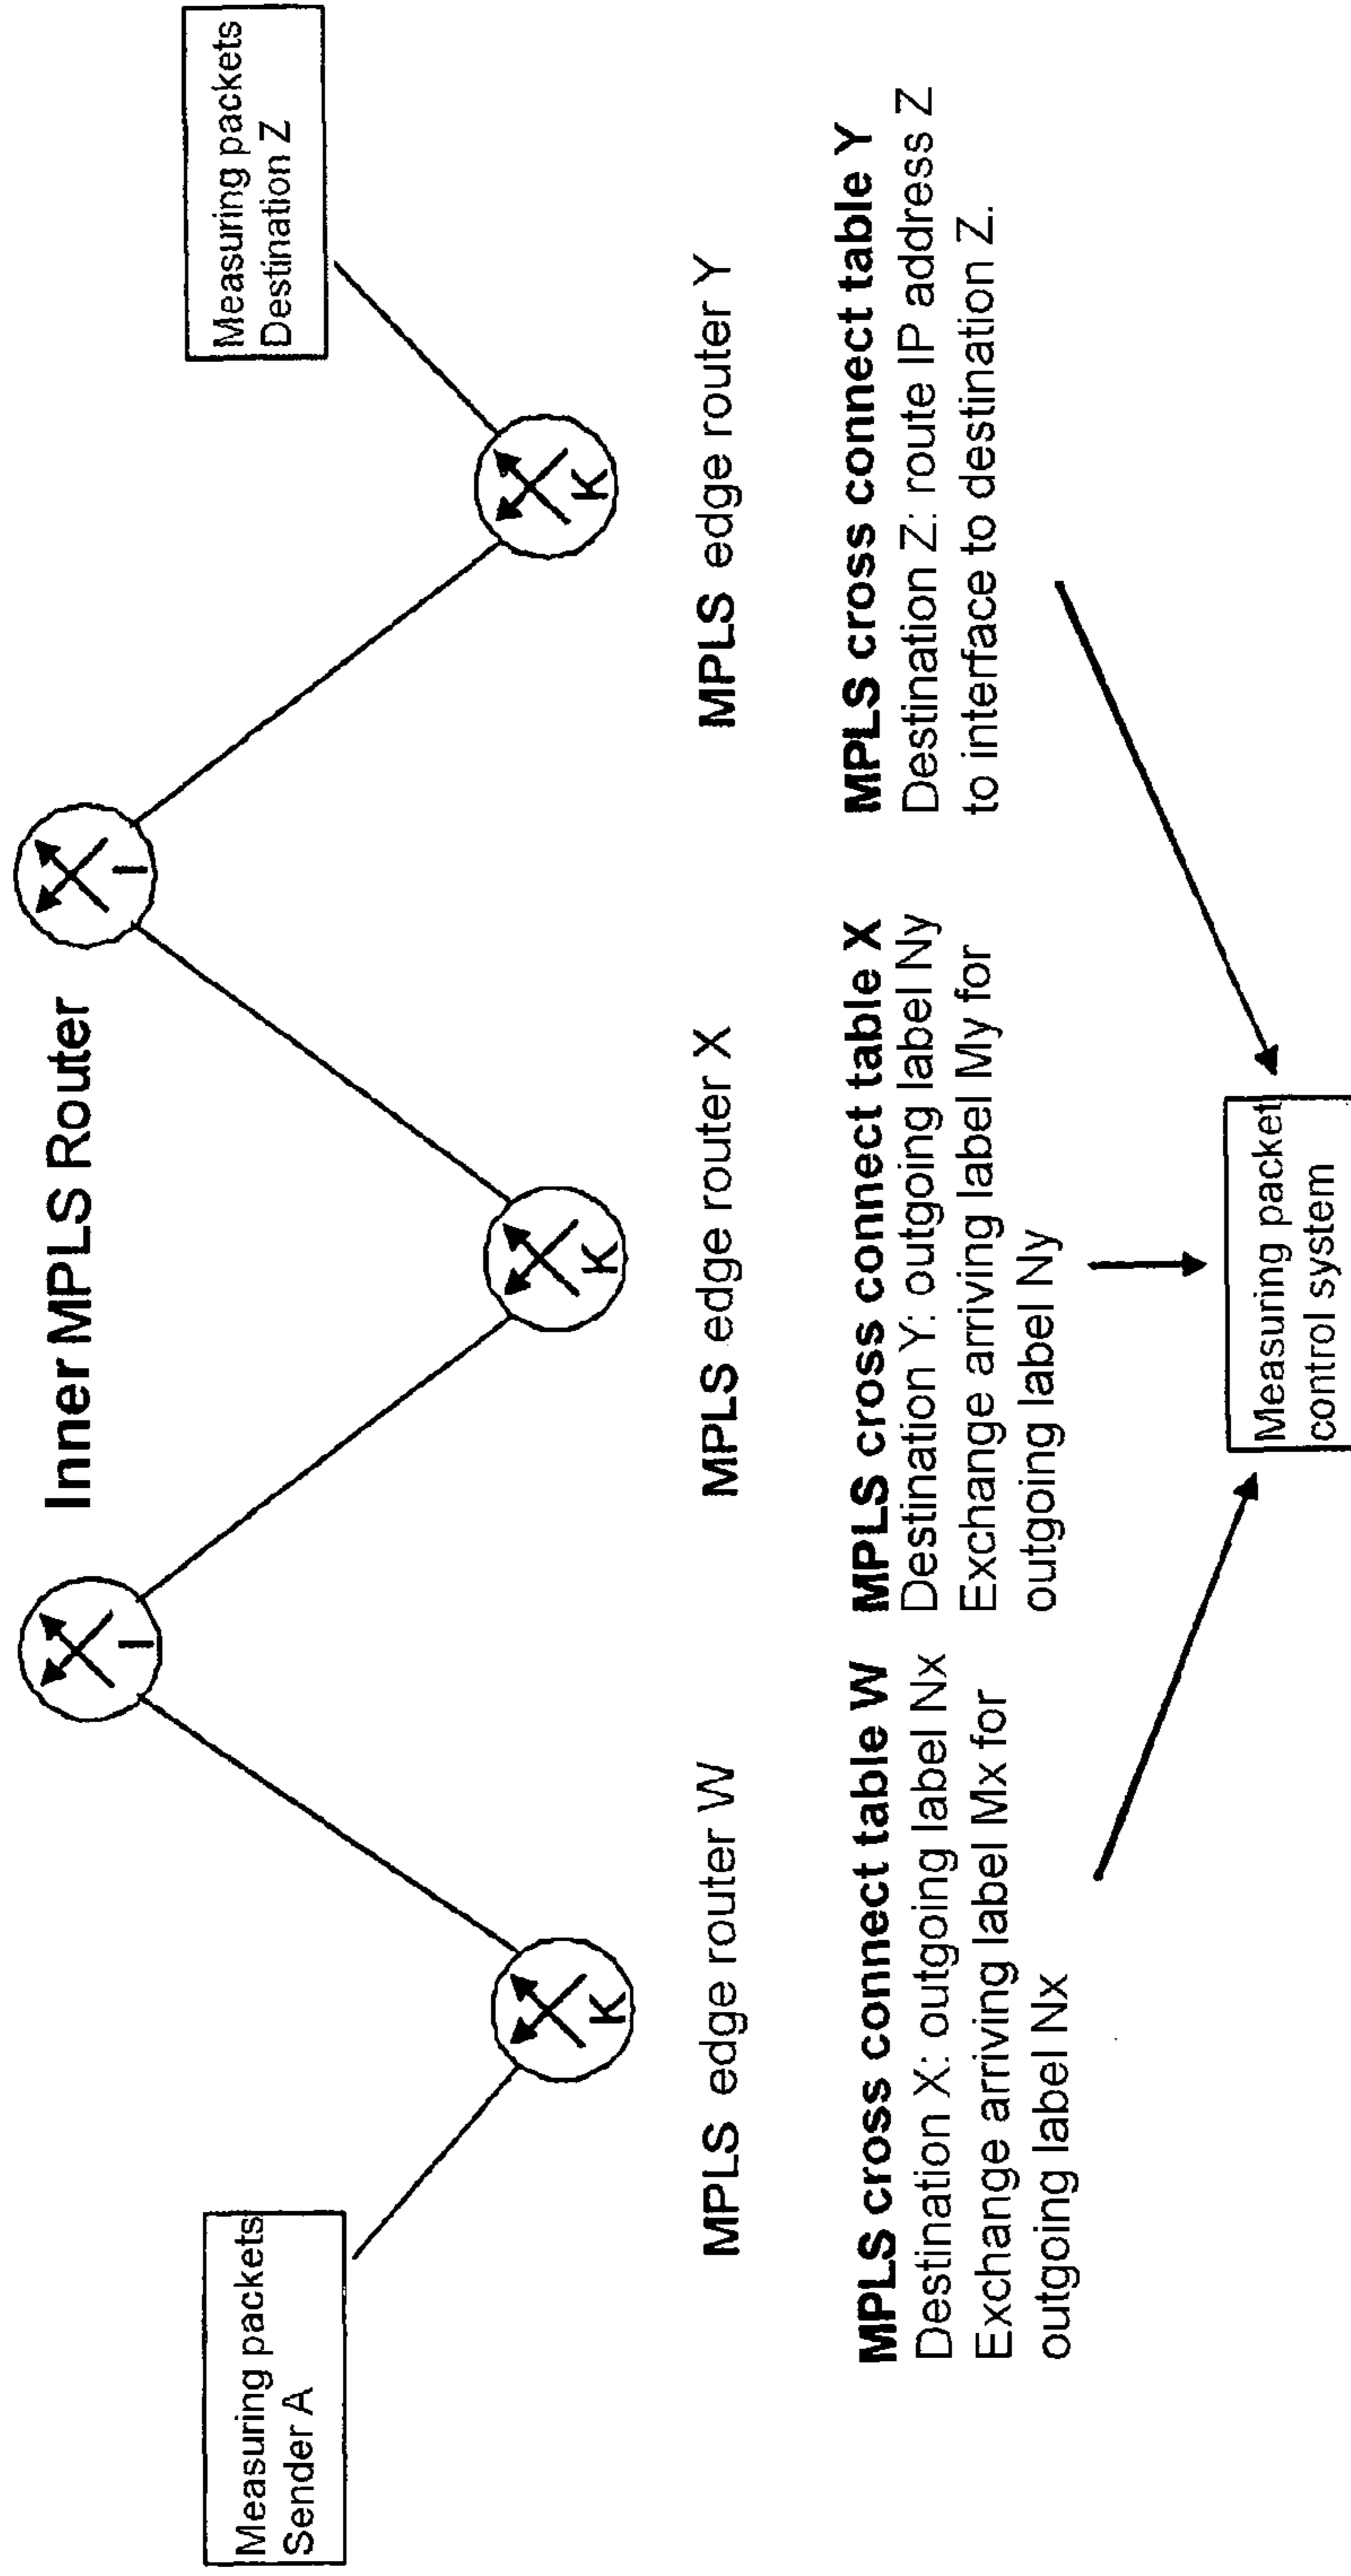 Inner MPLS Router
I
I
Measuring packets
Sender A
Measuring packets
Destination Z
K
K
K
MPLS edge router W
MPLS edge router X
MPLS edge router Y
MPLS cross connect table W
Destination X: outgoing label Nx
Exchange arriving label Mx for
outgoing label Nx
MPLS cross connect table X
Destination Y: outgoing label Ny
Exchange arriving label My for
outgoing label Ny
MPLS cross connect table Y
Destination Z: route IP address Z
to interface to destination Z.
Measuring packet
control system